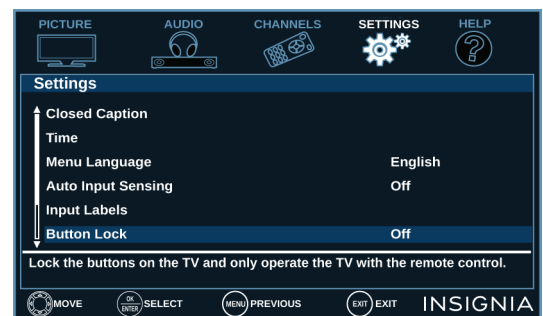 PICTURE AUDIO CHANNELS SETTINGS HELP
Settings
Closed Caption
Time
Menu Language English
Auto Input Sensing Off
Input Labels
Button Lock Off
Lock the buttons on the TV and only operate the TV with the remote control.
MOVE OK ENTER SELECT MENU PREVIOUS EXIT EXIT INSIGNIA